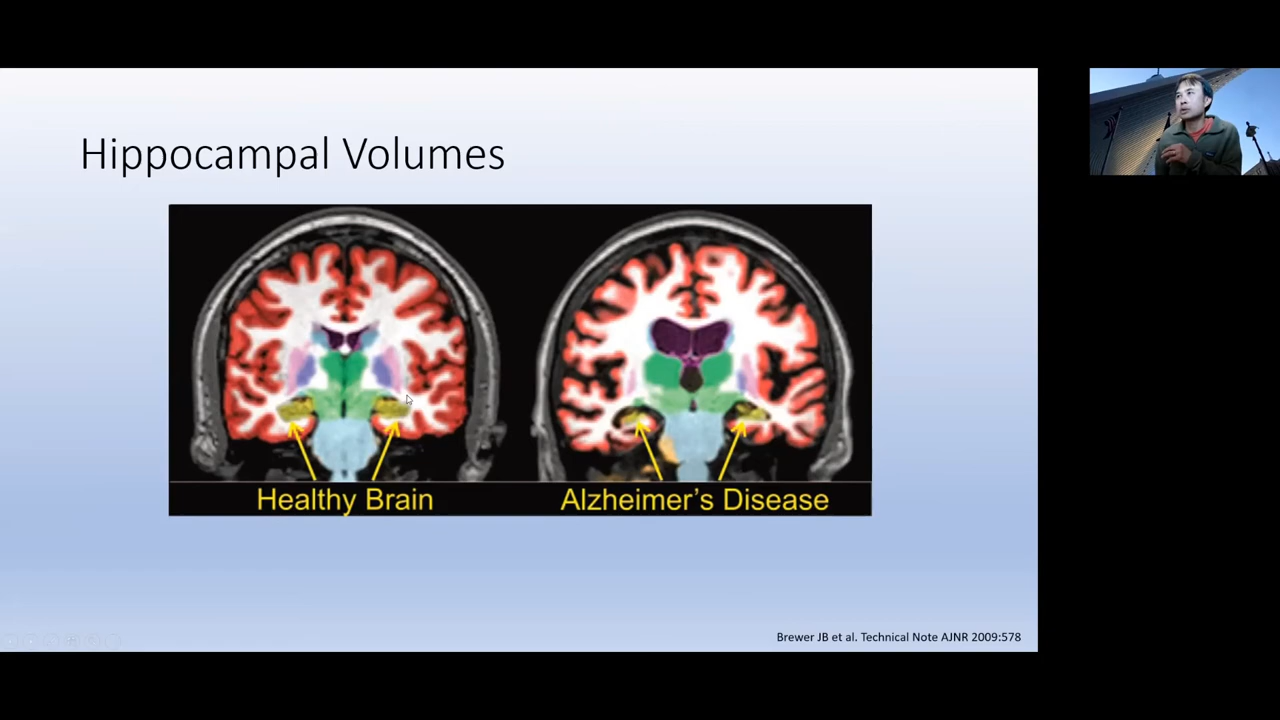 Hippocampal Volumes
Healthy Brain
Alzheimer's Disease
Brewer JB et al. Technical Note AJNR 2009:578